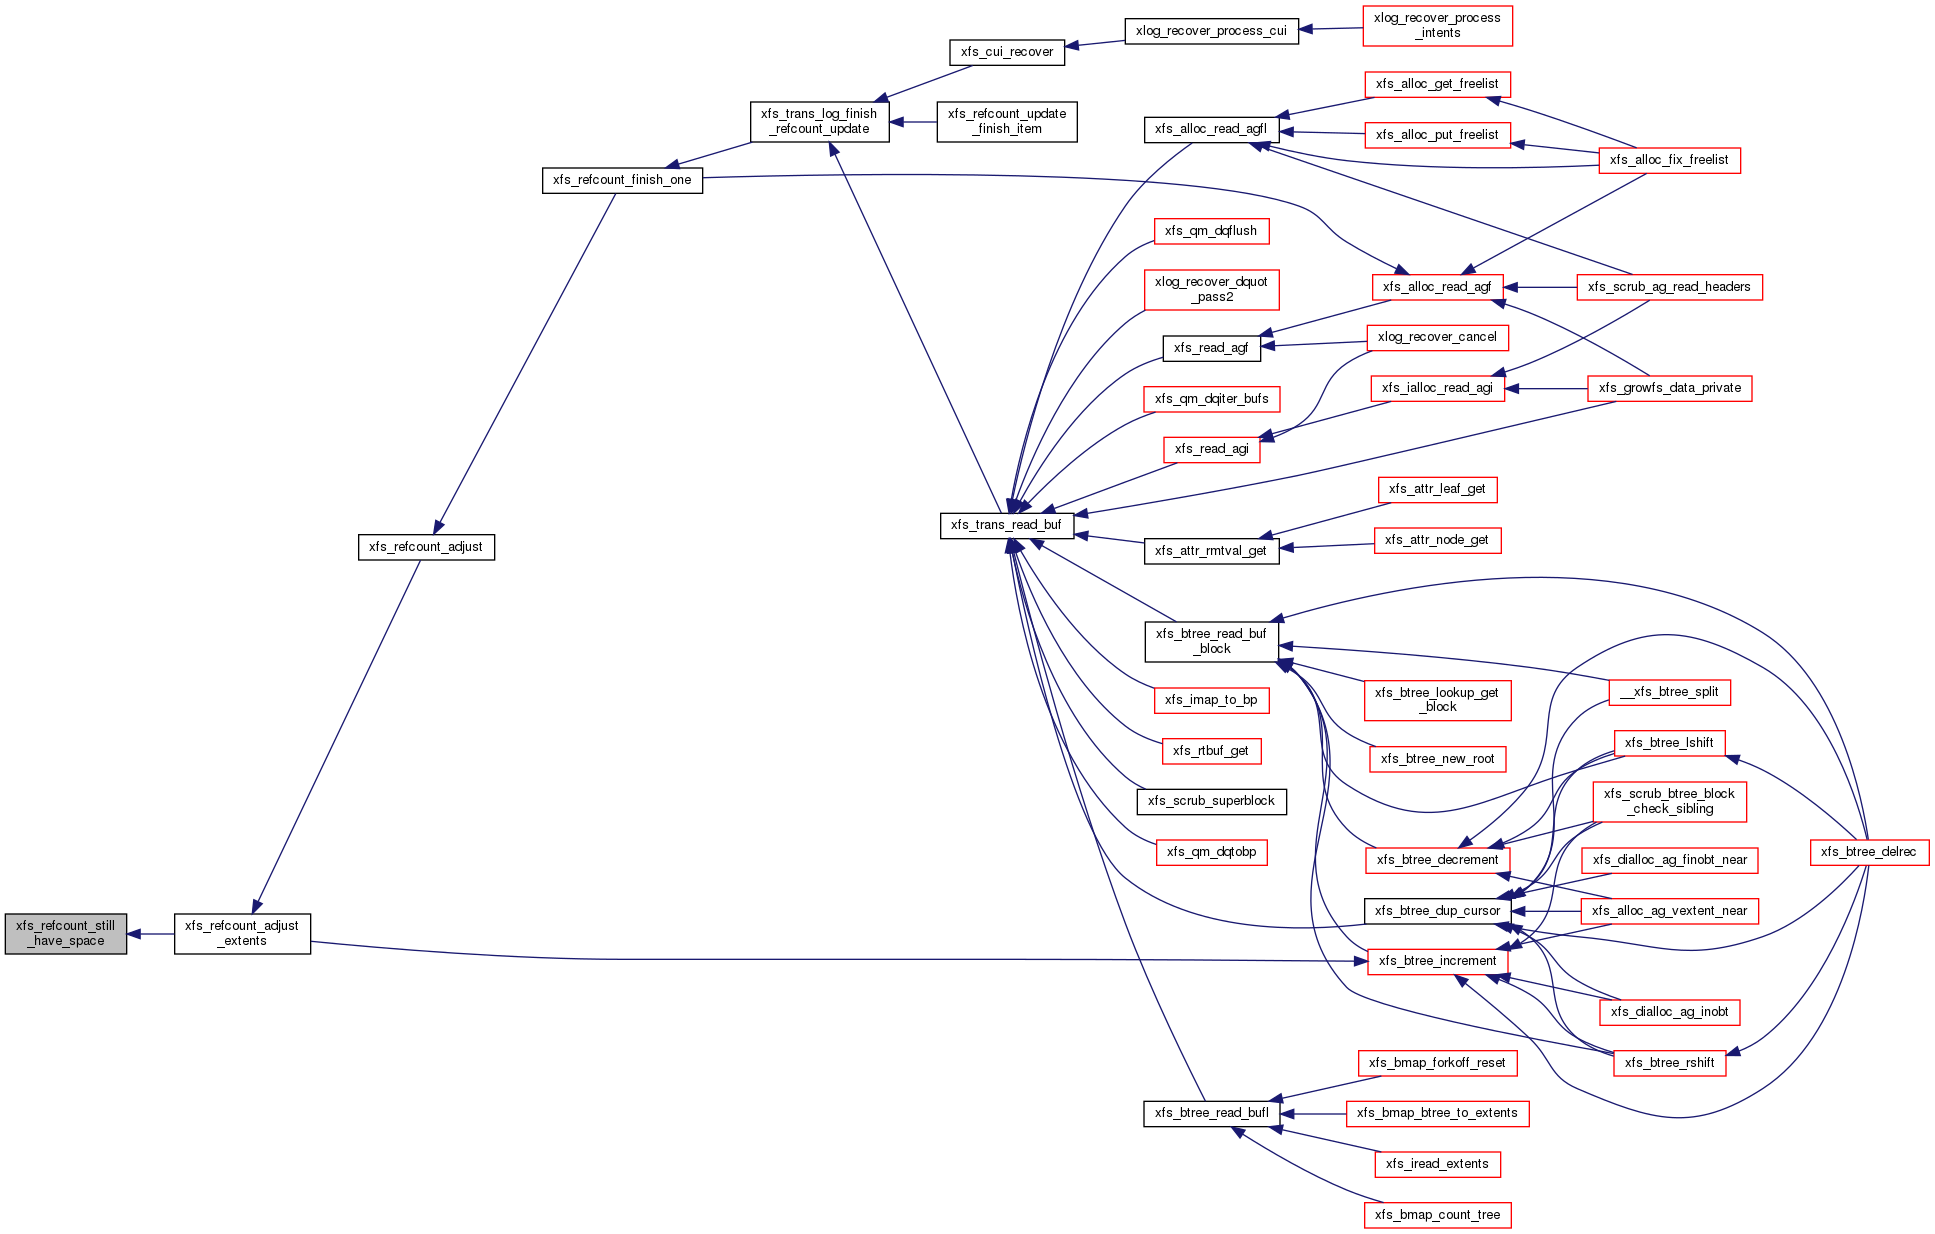 xlog_recover_process
_intents
xlog_recover_process_cui
xfs_cui_recover
xfs_alloc_get_freelist
xfs_trans_log_finish
_refcount_update
xfs_refcount_update
_finish_item
xfs_alloc_read_agfl
xfs_alloc_put_freelist
xfs_alloc_fix_freelist
xfs_refcount_finish_one
xfs_qm_dqflush
xlog_recover_dquot
_pass2
xfs_alloc_read_agf
xfs_scrub_ag_read_headers
xfs_read_agf
xlog_recover_cancel
xfs_ialloc_read_agi
xfs_growfs_data_private
xfs_qm_dqiter_bufs
xfs_read_agi
xfs_attr_leaf_get
xfs_trans_read_buf
xfs_attr_node_get
xfs_attr_rmtval_get
xfs_refcount_adjust
xfs_btree_read_buf
_block
xfs_btree_lookup_get
_block
__xfs_btree_split
xfs_imap_to_bp
xfs_btree_lshift
xfs_rtbuf_get
xfs_btree_new_root
xfs_scrub_superblock
xfs_scrub_btree_block
_check_sibling
xfs_qm_dqtobp
xfs_btree_decrement
xfs_dialloc_ag_finobt_near
xfs_btree_delrec
xfs_btree_dup_cursor
xfs_alloc_ag_vextent_near
xfs_refcount_still
_have_space
xfs_refcount_adjust
_extents
xfs_btree_increment
xfs_dialloc_ag_inobt
xfs_btree_rshift
xfs_bmap_forkoff_reset
xfs_btree_read_bufl
xfs_bmap_btree_to_extents
xfs_iread_extents
xfs_bmap_count_tree